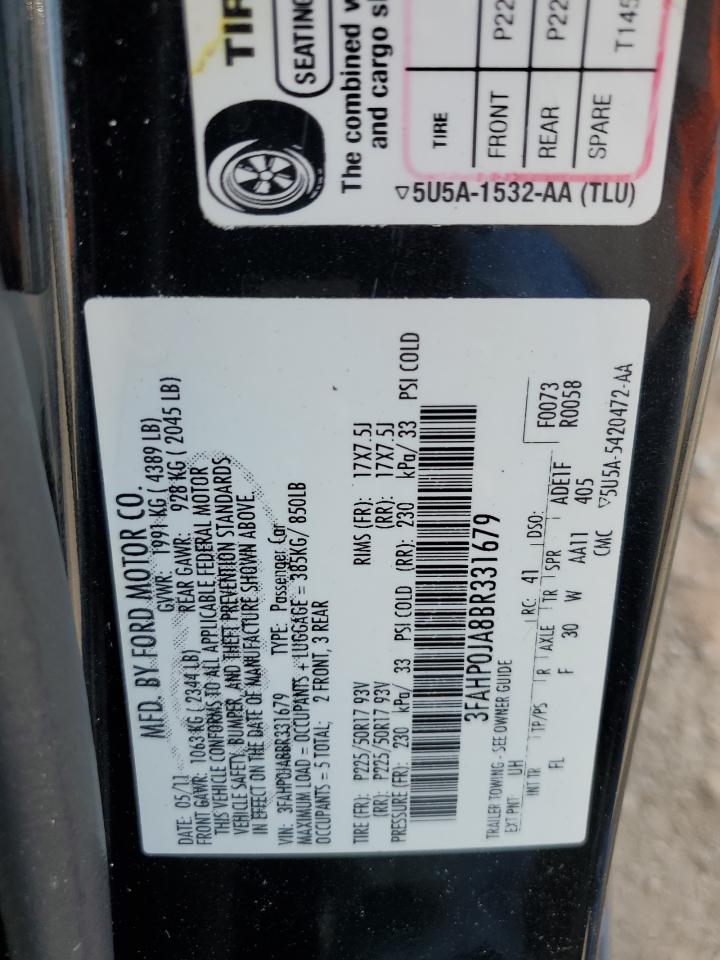 MFD. BY FORD MOTOR CO.
DATE: 05/11 GVWR: 1991 KG ( 4389 LB)
FRONT GAWR: 1063 KG ( 2344 LB) REAR GAWR: 928 KG ( 2045 LB)
THIS VEHICLE CONFORMS TO ALL APPLICABLE FEDERAL MOTOR
VEHICLE SAFETY, BUMPER, AND THEFT PREVENTION STANDARDS
IN EFFECT ON THE DATE OF MANUFACTURE SHOWN ABOVE.
VIN: 3FAHP0JA8BR331679 TYPE: Passenger Car
MAXIMUM LOAD = OCCUPANTS + LUGGAGE = 385KG/ 850LB
OCCUPANTS = 5 TOTAL; 2 FRONT, 3 REAR
TIRE (FR): P225/50R17 93V RIMS (FR): 17X7.5J
(RR): P225/50R17 93V (RR): 17X7.5J
PRESSURE (FR): 230 kPa/ 33 PSI COLD (RR): 230 kPa/ 33 PSI COLD
3FAHP0JA8BR331679
TRAILER TOWING - SEE OWNER GUIDE F0073
EXT PNT: UH RC: 41 DSO: R0058
INT TR TP/PS R AXLE TR SPR ADE1F
FL F 30 W AA11 405
CMC ▽5U5A-5420472-AA
TIR
SEATING
The combined w
and cargo s
TIRE
FRONT P22
REAR P22
SPARE T145
▽5U5A-1532-AA (TLU)